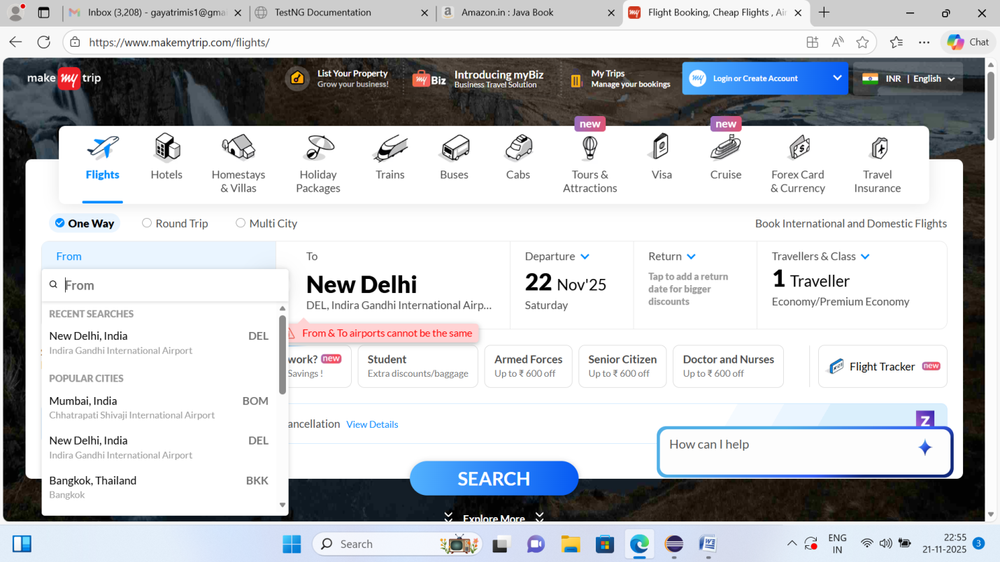 Inbox (3,208) - gayatrimis1@gmai
TestNG Documentation
Amazon.in : Java Book
Flight Booking, Cheap Flights , Air
https://www.makemytrip.com/flights/
Chat
make my trip
List Your Property
Grow your business!
my Biz
Introducing myBiz
Business Travel Solution
My Trips
Manage your bookings
my
Login or Create Account
INR | English
new
new
Flights
Hotels
Homestays
& Villas
Holiday
Packages
Trains
Buses
Cabs
Tours &
Attractions
Visa
Cruise
Forex Card
& Currency
Travel
Insurance
One Way
Round Trip
Multi City
Book International and Domestic Flights
From
From
RECENT SEARCHES
New Delhi, India DEL
Indira Gandhi International Airport
POPULAR CITIES
Mumbai, India BOM
Chhatrapati Shivaji International Airport
New Delhi, India DEL
Indira Gandhi International Airport
Bangkok, Thailand BKK
Bangkok
To
New Delhi
DEL, Indira Gandhi International Airp...
From & To airports cannot be the same
Departure
22 Nov'25
Saturday
Return
Tap to add a return
date for bigger
discounts
Travellers & Class
1 Traveller
Economy/Premium Economy
work? new
Savings !
Student
Extra discounts/baggage
Armed Forces
Up to ₹ 600 off
Senior Citizen
Up to ₹ 600 off
Doctor and Nurses
Up to ₹ 600 off
Flight Tracker new
ancellation View Details
Z
How can I help
SEARCH
Explore More
Search
ENG
IN
22:55
21-11-2025
3